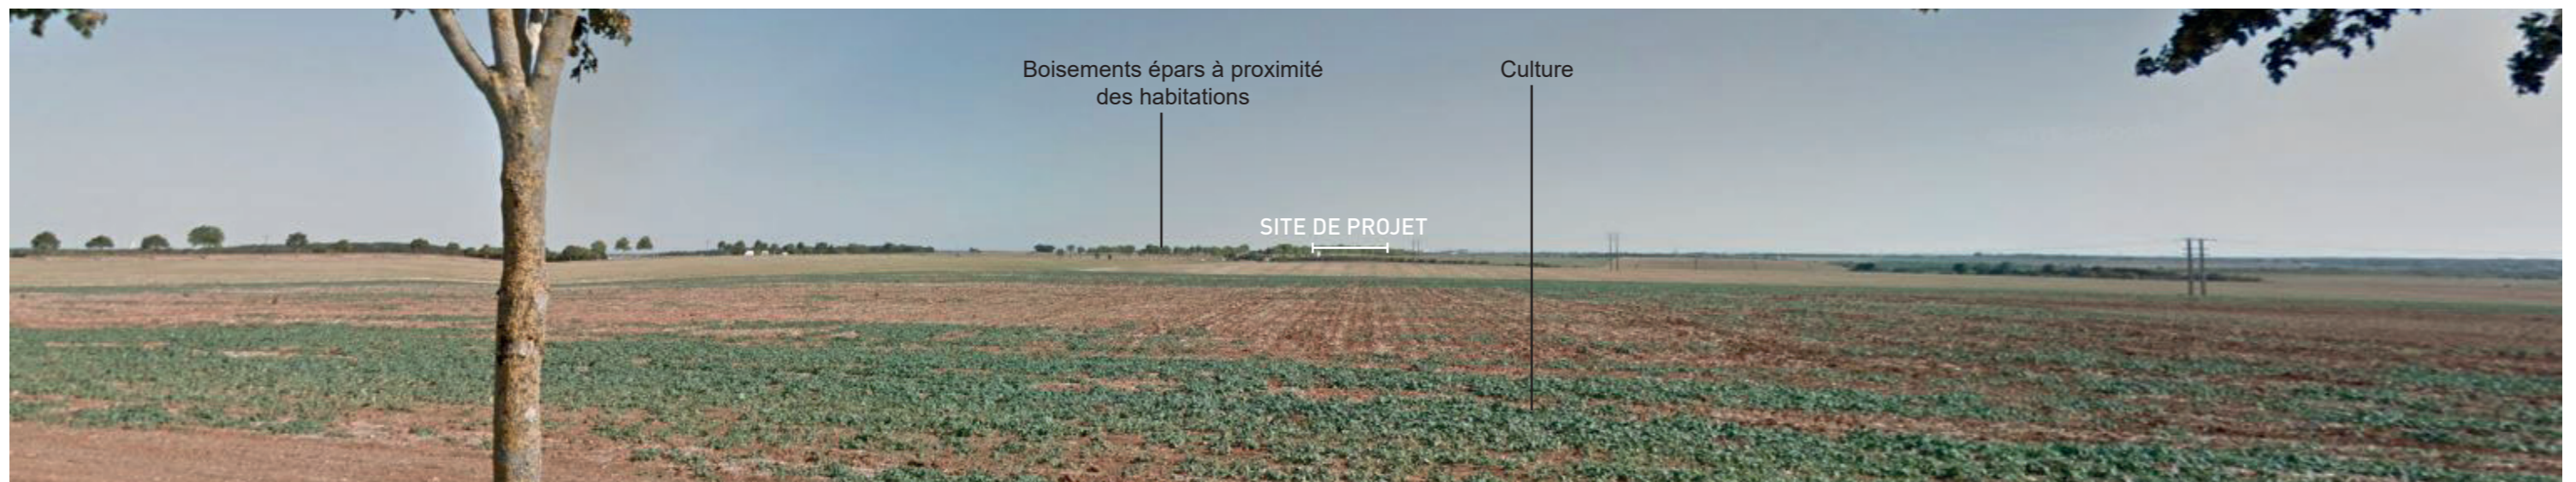 Boisements épars à proximité
des habitations
Culture
SITE DE PROJET